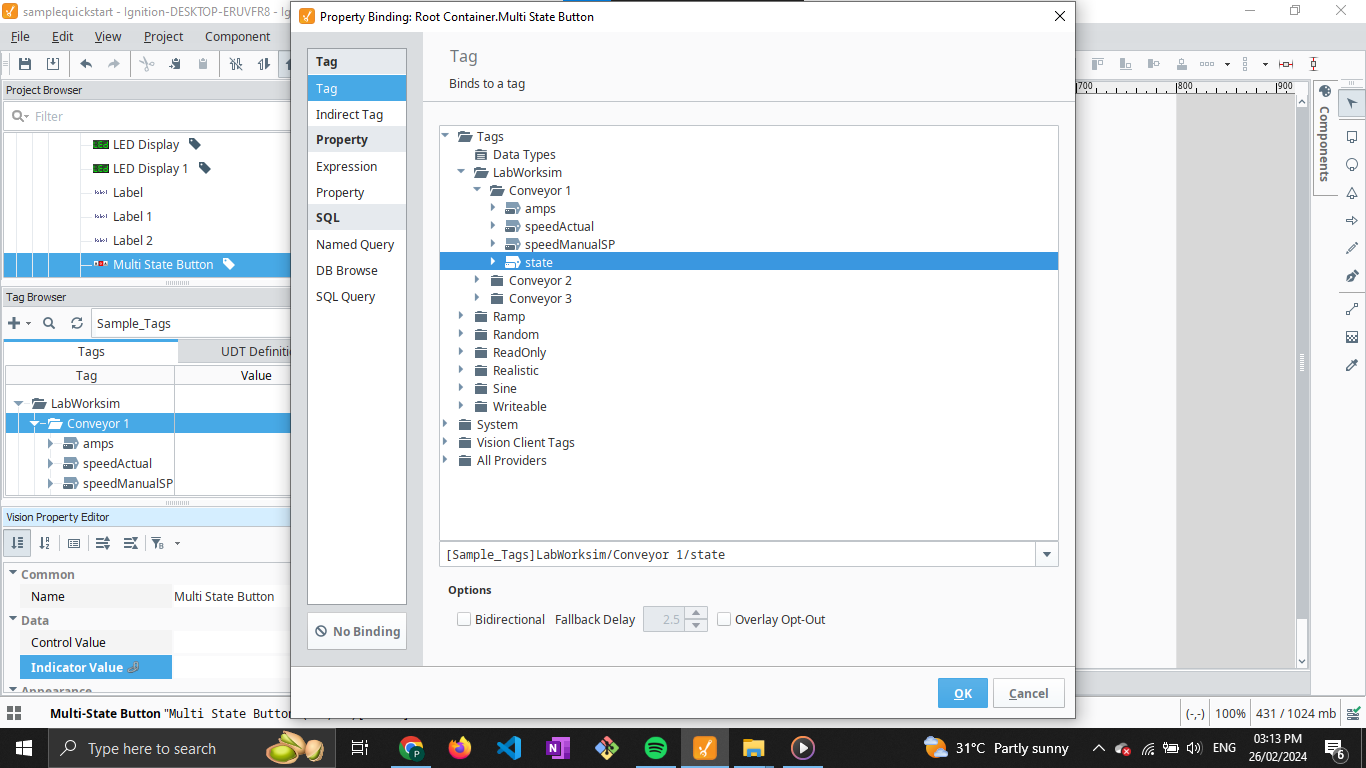 samplequickstart - Ignition-DESKTOP-ERUVFR8 - Ig
Property Binding: Root Container.Multi State Button
File Edit View Project Component
Project Browser
Filter
LED Display
LED Display 1
Label
Label 1
Label 2
Multi State Button
Tag Browser
Sample_Tags
Tags UDT Definiti
Tag Value
LabWorksim
Conveyor 1
amps
speedActual
speedManualSP
Vision Property Editor
Common
Name Multi State Button
Data
Control Value
Indicator Value
Appearance
Tag
Tag
Indirect Tag
Property
Expression
Property
SQL
Named Query
DB Browse
SQL Query
No Binding
Tag
Binds to a tag
Tags
Data Types
LabWorksim
Conveyor 1
amps
speedActual
speedManualSP
state
Conveyor 2
Conveyor 3
Ramp
Random
ReadOnly
Realistic
Sine
Writeable
System
Vision Client Tags
All Providers
[Sample_Tags]LabWorksim/Conveyor 1/state
Options
Bidirectional Fallback Delay 2.5 Overlay Opt-Out
OK Cancel
700 800 900
Components
Multi-State Button "Multi State Button"
(-,-) 100% 431 / 1024 mb
Type here to search
31°C Partly sunny
ENG
03:13 PM
26/02/2024
6